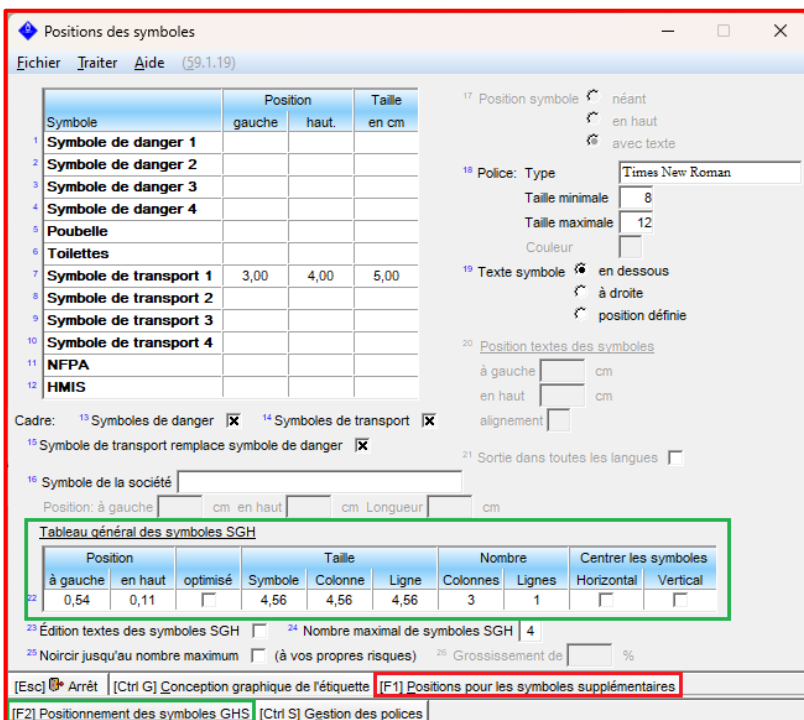 Positions des symboles
Fichier Traiter Aide (59.1.19)
Position Taille
Symbole gauche haut. en cm
1 Symbole de danger 1
2 Symbole de danger 2
3 Symbole de danger 3
4 Symbole de danger 4
5 Poubelle
6 Toilettes
7 Symbole de transport 1 3,00 4,00 5,00
8 Symbole de transport 2
9 Symbole de transport 3
10 Symbole de transport 4
11 NFPA
12 HMIS
17 Position symbole néant
en haut
avec texte
18 Police: Type Times New Roman
Taille minimale 8
Taille maximale 12
Couleur
19 Texte symbole en dessous
à droite
position définie
20 Position textes des symboles
à gauche cm
en haut cm
alignement
21 Sortie dans toutes les langues
Cadre: 13 Symboles de danger 14 Symboles de transport
15 Symbole de transport remplace symbole de danger
16 Symbole de la société
Position: à gauche cm en haut cm Longueur cm
Tableau général des symboles SGH
Position Taille Nombre Centrer les symboles
à gauche en haut optimisé Symbole Colonne Ligne Colonnes Lignes Horizontal Vertical
22 0,54 0,11 4,56 4,56 4,56 3 1
23 Édition textes des symboles SGH 24 Nombre maximal de symboles SGH 4
25 Noircir jusqu'au nombre maximum (à vos propres risques) 26 Grossissement de %
[Esc] Arrêt [Ctrl G] Conception graphique de l'étiquette [F1] Positions pour les symboles supplémentaires
[F2] Positionnement des symboles GHS [Ctrl S] Gestion des polices